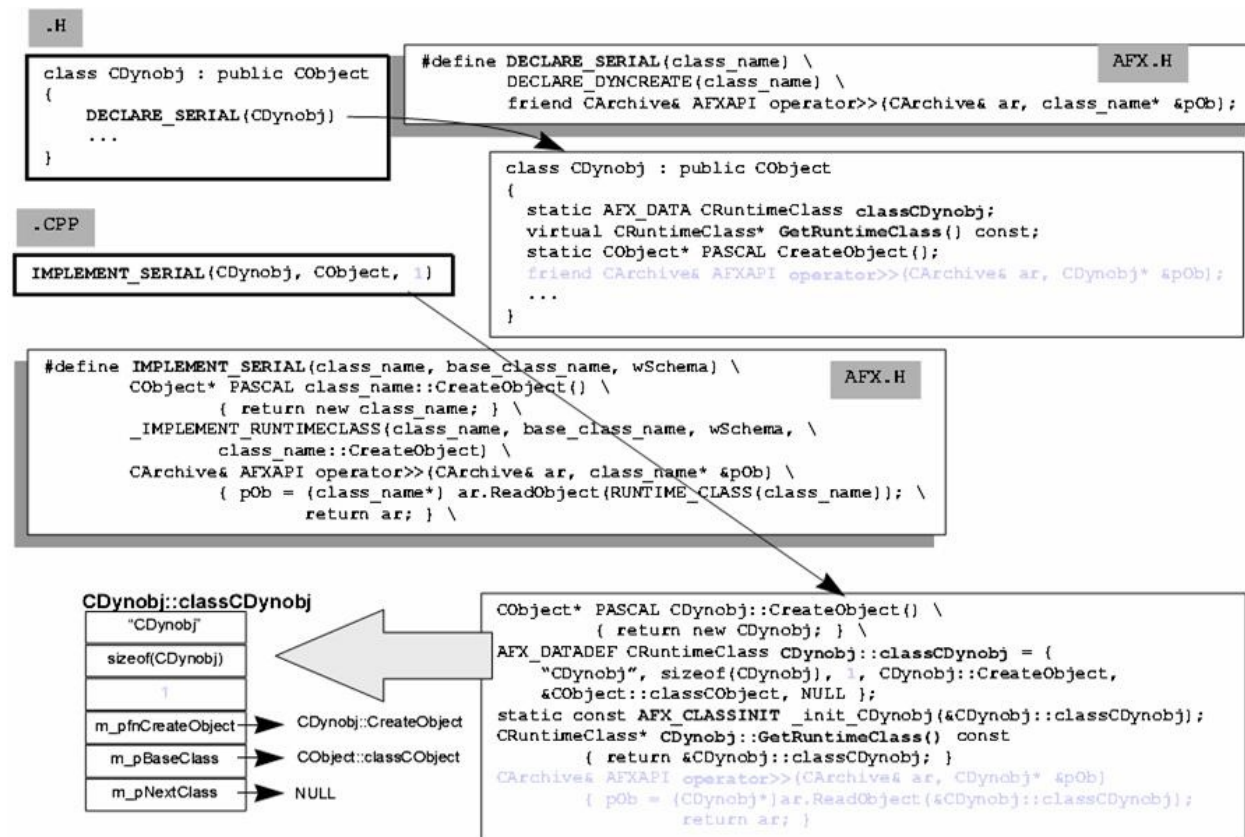 .H
class CDynobj : public CObject
{
DECLARE_SERIAL(CDynobj)
...
}
#define DECLARE_SERIAL(class_name) \
DECLARE_DYNCREATE(class_name) \
friend CArchive& AFXAPI operator>>(CArchive& ar, class_name* &pOb);
AFX.H
class CDynobj : public CObject
{
static AFX_DATA CRuntimeClass classCDynobj;
virtual CRuntimeClass* GetRuntimeClass() const;
static CObject* PASCAL CreateObject();
friend CArchive& AFXAPI operator>>(CArchive& ar, CDynobj* &pOb);
...
}
.CPP
IMPLEMENT_SERIAL(CDynobj, CObject, 1)
#define IMPLEMENT_SERIAL(class_name, base_class_name, wSchema) \
CObject* PASCAL class_name::CreateObject() \
{ return new class_name; } \
_IMPLEMENT_RUNTIMECLASS(class_name, base_class_name, wSchema, \
class_name::CreateObject) \
CArchive& AFXAPI operator>>(CArchive& ar, class_name* &pOb) \
{ pOb = (class_name*) ar.ReadObject(RUNTIME_CLASS(class_name)); \
return ar; } \
AFX.H
CDynobj::classCDynobj
“CDynobj”
sizeof(CDynobj)
1
m_pfnCreateObject CDynobj::CreateObject
m_pBaseClass CObject::classCObject
m_pNextClass NULL
CObject* PASCAL CDynobj::CreateObject() \
{ return new CDynobj; } \
AFX_DATADEF CRuntimeClass CDynobj::classCDynobj = {
“CDynobj”, sizeof(CDynobj), 1, CDynobj::CreateObject,
&CObject::classCObject, NULL };
static const AFX_CLASSINIT _init_CDynobj(&CDynobj::classCDynobj);
CRuntimeClass* CDynobj::GetRuntimeClass() const
{ return &CDynobj::classCDynobj; }
CArchive& AFXAPI operator>>(CArchive& ar, CDynobj* &pOb)
{ pOb = (CDynobj*)ar.ReadObject(&CDynobj::classCDynobj);
return ar; }